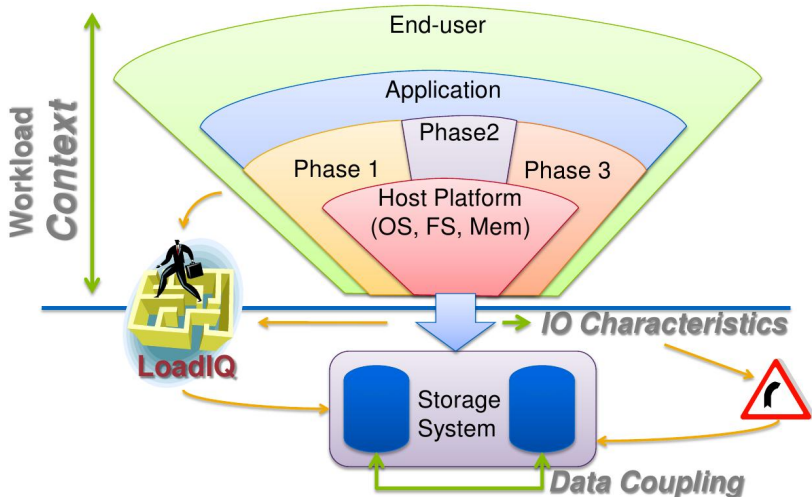 End-user
Application
Phase2
Phase 1
Phase 3
Host Platform
(OS, FS, Mem)
Workload
Context
IO Characteristics
LoadIQ
Storage
System
Data Coupling